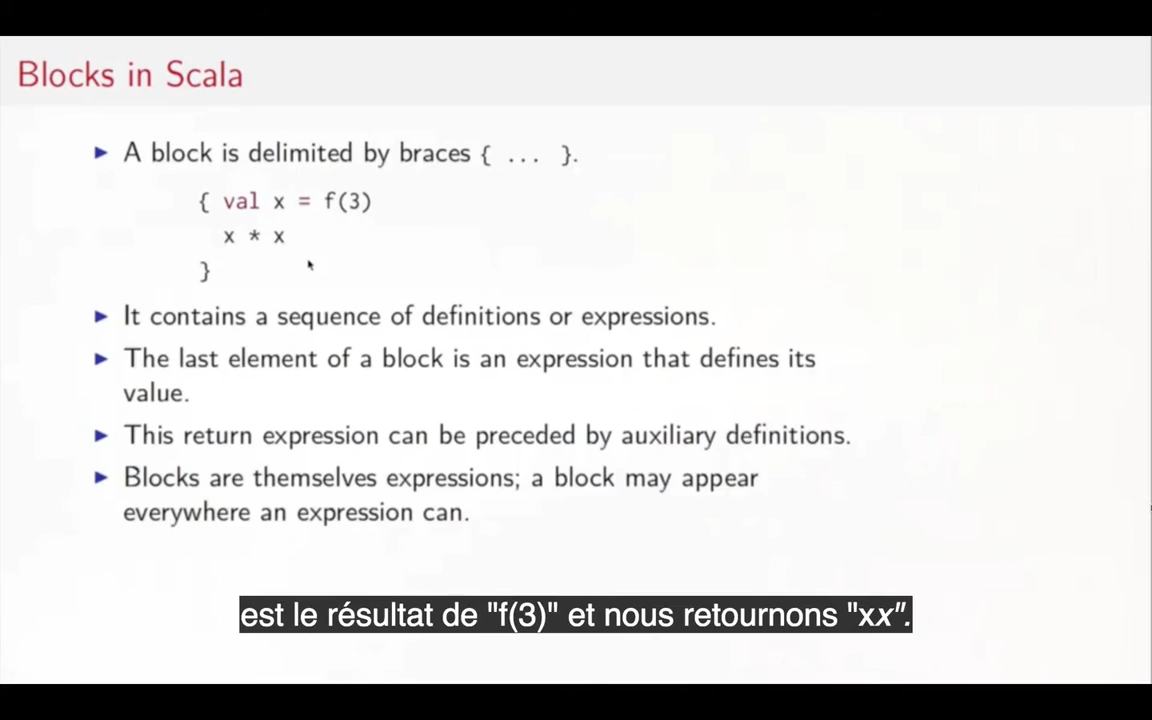 Blocks in Scala
▶ A block is delimited by braces { ... }.
{ val x = f(3)
x * x
}
▶ It contains a sequence of definitions or expressions.
▶ The last element of a block is an expression that defines its
value.
▶ This return expression can be preceded by auxiliary definitions.
▶ Blocks are themselves expressions; a block may appear
everywhere an expression can.
est le résultat de "f(3)" et nous retournons "xx".